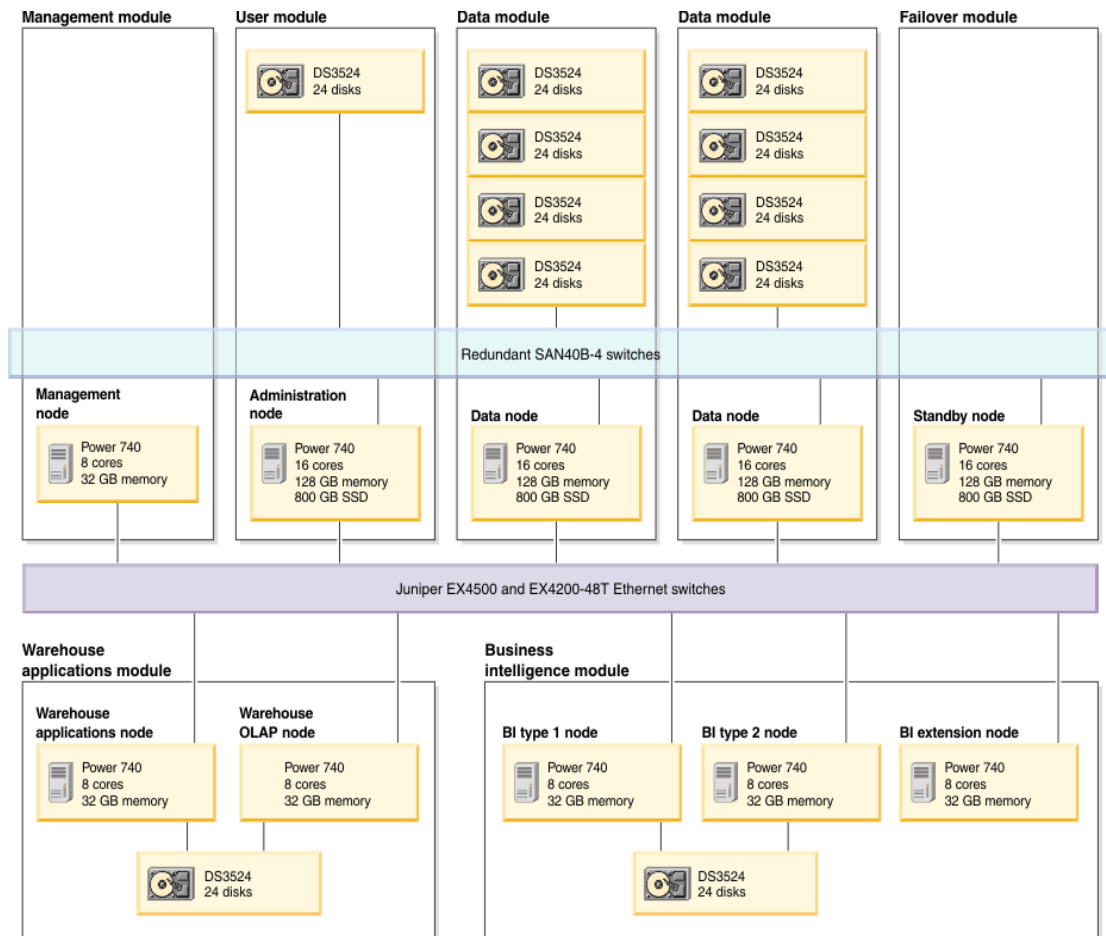 Management module
User module
Data module
Data module
Failover module
DS3524
24 disks
DS3524
24 disks
DS3524
24 disks
DS3524
24 disks
DS3524
24 disks
DS3524
24 disks
DS3524
24 disks
DS3524
24 disks
DS3524
24 disks
Redundant SAN40B-4 switches
Management
node
Power 740
8 cores
32 GB memory
Administration
node
Power 740
16 cores
128 GB memory
800 GB SSD
Data node
Power 740
16 cores
128 GB memory
800 GB SSD
Data node
Power 740
16 cores
128 GB memory
800 GB SSD
Standby node
Power 740
16 cores
128 GB memory
800 GB SSD
Juniper EX4500 and EX4200-48T Ethernet switches
Warehouse
applications module
Warehouse
applications node
Power 740
8 cores
32 GB memory
Warehouse
OLAP node
Power 740
8 cores
32 GB memory
DS3524
24 disks
Business
intelligence module
BI type 1 node
Power 740
8 cores
32 GB memory
BI type 2 node
Power 740
8 cores
32 GB memory
BI extension node
Power 740
8 cores
32 GB memory
DS3524
24 disks